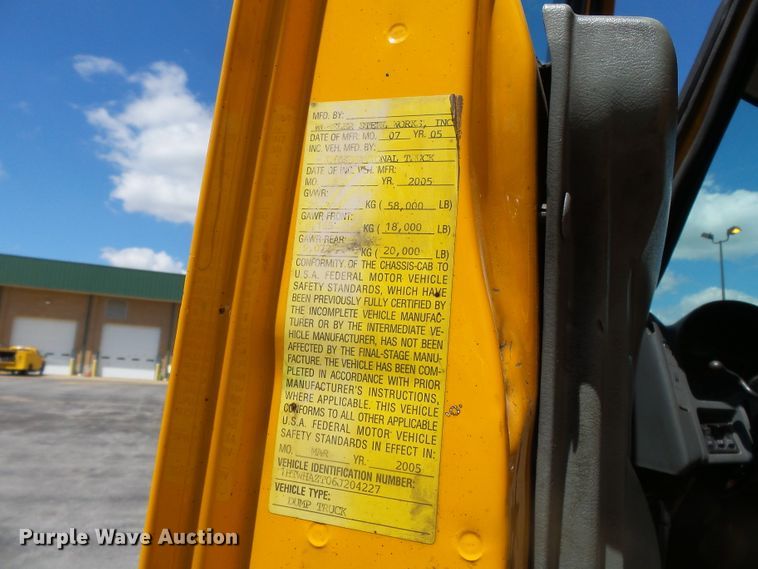 MFD. BY:
STEEL WORKS, INC
DATE OF MFR. MO. 07 YR. 05
INC. VEH. MFD. BY:
TRUCK
DATE OF INC. VEH. MFR:
MO. YR. 2005
GVWR:
KG ( 58,000 LB)
GAWR FRONT:
KG ( 18,000 LB)
GAWR REAR:
KG ( 20,000 LB)
CONFORMITY OF THE CHASSIS-CAB TO
U.S.A. FEDERAL MOTOR VEHICLE
SAFETY STANDARDS, WHICH HAVE
BEEN PREVIOUSLY FULLY CERTIFIED BY
THE INCOMPLETE VEHICLE MANUFAC-
TURER OR BY THE INTERMEDIATE VE-
HICLE MANUFACTURER, HAS NOT BEEN
AFFECTED BY THE FINAL-STAGE MANU-
FACTURE. THE VEHICLE HAS BEEN COM-
PLETED IN ACCORDANCE WITH PRIOR
MANUFACTURER'S INSTRUCTIONS,
WHERE APPLICABLE. THIS VEHICLE
CONFORMS TO ALL OTHER APPLICABLE
U.S.A. FEDERAL MOTOR VEHICLE
SAFETY STANDARDS IN EFFECT IN:
MO. MAR YR. 2005
VEHICLE IDENTIFICATION NUMBER:
1HTWHAZT06J204227
VEHICLE TYPE:
DUMP TRUCK
Purple Wave Auction